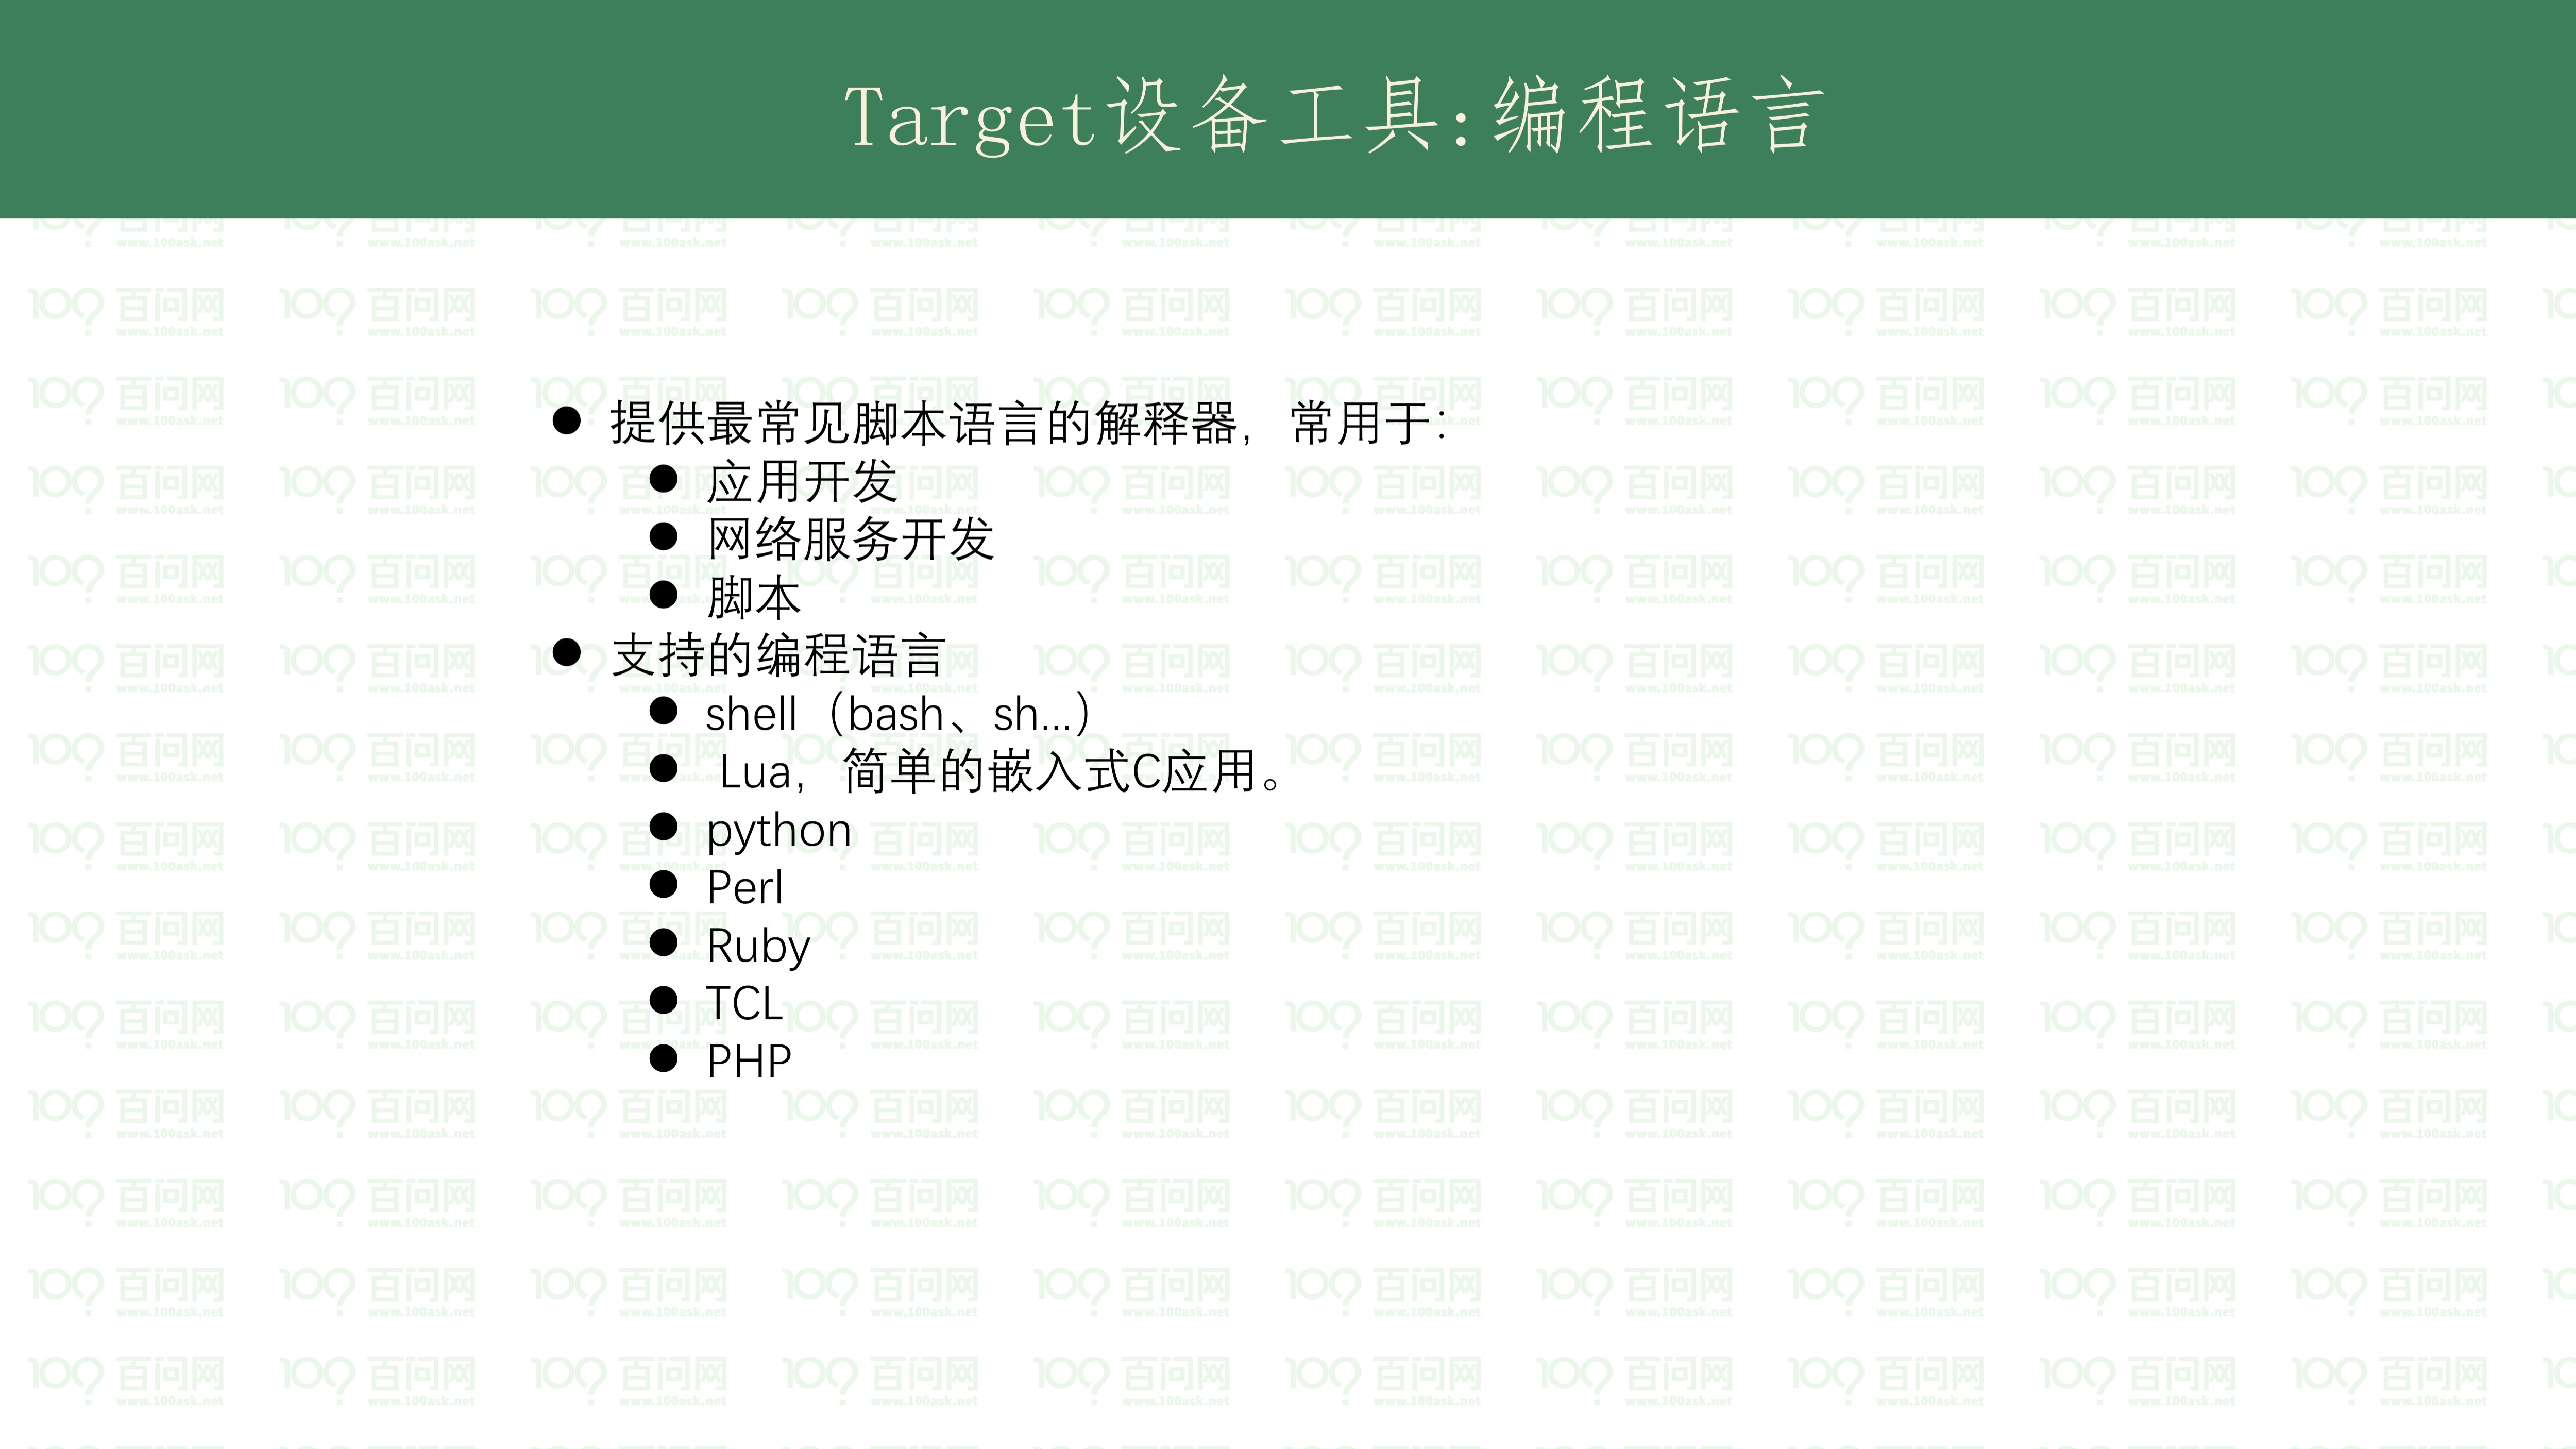 Target设备工具:编程语言
● 提供最常见脚本语言的解释器，常用于：
● 应用开发
● 网络服务开发
● 脚本
● 支持的编程语言
● shell（bash、sh...）
● Lua，简单的嵌入式C应用。
● python
● Perl
● Ruby
● TCL
● PHP
百问网
www.100ask.net